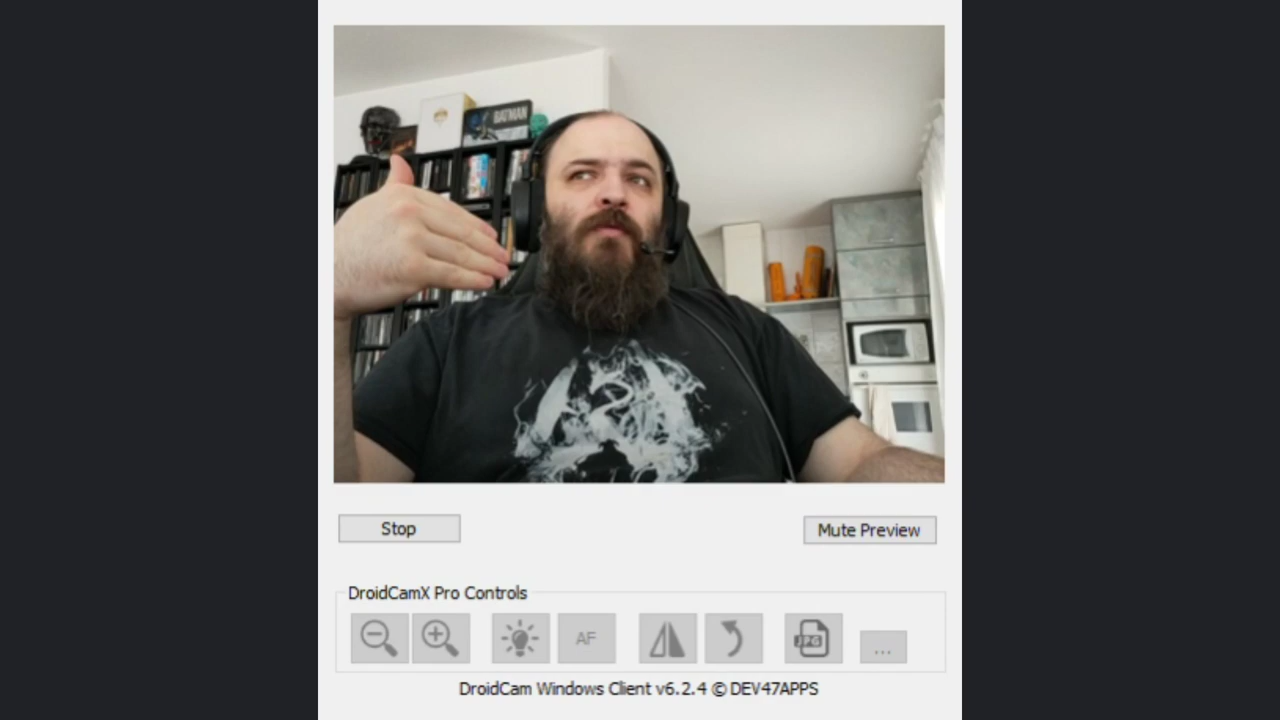 BATMAN
Stop
Mute Preview
DroidCamX Pro Controls
AF
JPG
...
DroidCam Windows Client v6.2.4 © DEV47APPS